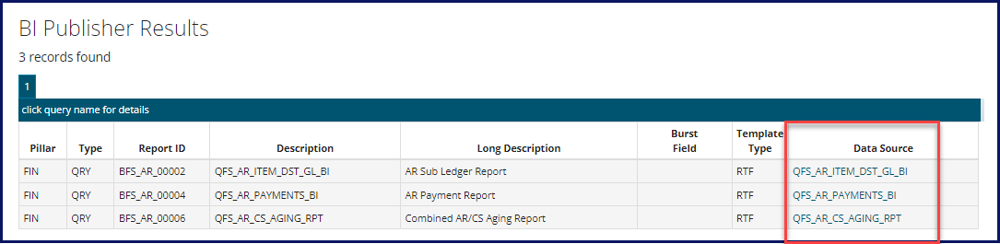 BI Publisher Results
3 records found
1
click query name for details
Pillar Type Report ID Description Long Description Burst Field Template Type Data Source
FIN QRY BFS_AR_00002 QFS_AR_ITEM_DST_GL_BI AR Sub Ledger Report RTF QFS_AR_ITEM_DST_GL_BI
FIN QRY BFS_AR_00004 QFS_AR_PAYMENTS_BI AR Payment Report RTF QFS_AR_PAYMENTS_BI
FIN QRY BFS_AR_00006 QFS_AR_CS_AGING_RPT Combined AR/CS Aging Report RTF QFS_AR_CS_AGING_RPT